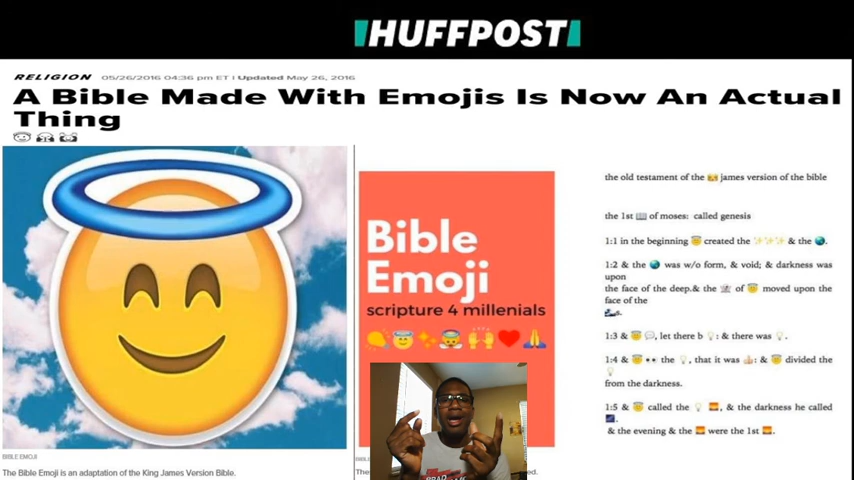 HUFFPOST
RELIGION 05/26/2016 04:36 pm ET | Updated May 26, 2016
A Bible Made With Emojis Is Now An Actual
Thing
😇 🙏 🙌
Bible
Emoji
scripture 4 millenials
👏😇✨👼🙌❤️🙏
BIBLE EMOJI
The Bible Emoji is an adaptation of the King James Version Bible.
the old testament of the james version of the bible
the 1st 📖 of moses: called genesis
1:1 in the beginning 😇 created the ✨✨✨ & the 🌏.
1:2 & the 🌏 was w/o form, & void; & darkness was
upon
the face of the deep.& the 👻 of 😇 moved upon the
face of the
🌊s.
1:3 & 😇 💬, let there b 💡: & there was 💡.
1:4 & 😇 👀 the 💡, that it was 👍: & 😇 divided the
💡
from the darkness.
1:5 & 😇 called the 💡 🌅, & the darkness he called
🌃.
& the evening & the 🌅 were the 1st 🌅.